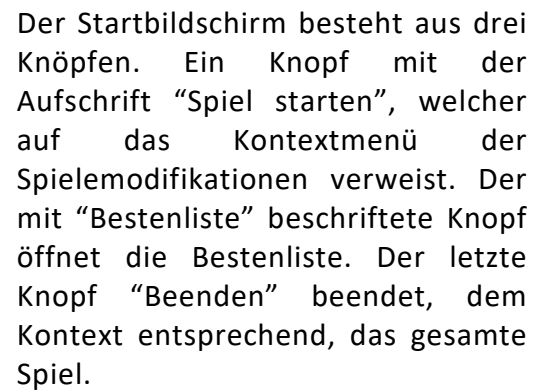 Der Startbildschirm besteht aus drei
Knöpfen. Ein Knopf mit der
Aufschrift “Spiel starten”, welcher
auf das Kontextmenü der
Spielemodifikationen verweist. Der
mit “Bestenliste” beschriftete Knopf
öffnet die Bestenliste. Der letzte
Knopf “Beenden” beendet, dem
Kontext entsprechend, das gesamte
Spiel.